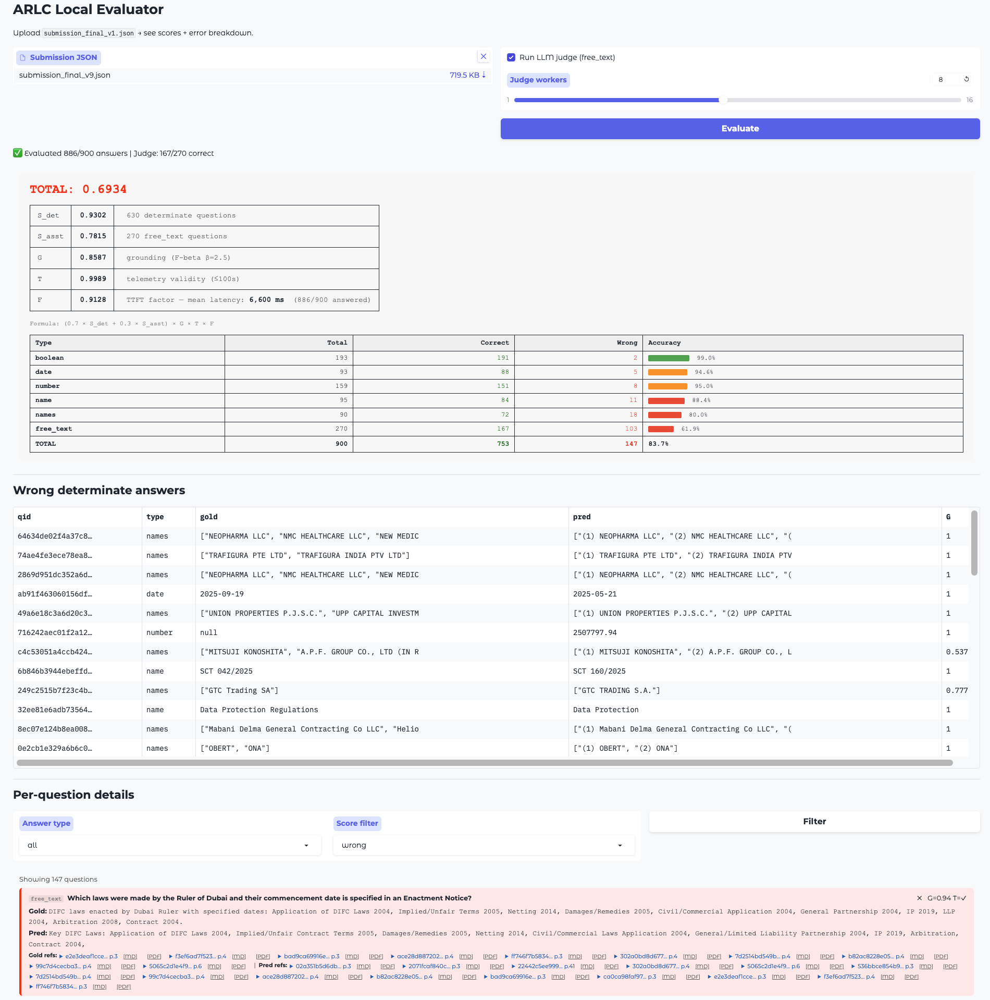 ARLC Local Evaluator
Upload submission_final_v1.json → see scores + error breakdown.
Submission JSON
submission_final_v9.json 719.5 KB ↓
Run LLM judge (free_text)
Judge workers 8
1 16
Evaluate
✅ Evaluated 886/900 answers | Judge: 167/270 correct
TOTAL: 0.6934
S_det 0.9302 630 determinate questions
S_asst 0.7815 270 free_text questions
G 0.8587 grounding (F-beta β=2.5)
T 0.9989 telemetry validity (≤100s)
F 0.9128 TTFT factor — mean latency: 6,600 ms (886/900 answered)
Formula: (0.7 × S_det + 0.3 × S_asst) × G × T × F
Type Total Correct Wrong Accuracy
boolean 193 191 2 99.0%
date 93 88 5 94.6%
number 159 151 8 95.0%
name 95 84 11 88.4%
names 90 72 18 80.0%
free_text 270 167 103 61.9%
TOTAL 900 753 147 83.7%
Wrong determinate answers
qid type gold pred G
64634de02f4a37c8… names ["NEOPHARMA LLC", "NMC HEALTHCARE LLC", "NEW MEDIC ["(1) NEOPHARMA LLC", "(2) NMC HEALTHCARE LLC", "( 1
74ae4fe3ece78ea8… names ["TRAFIGURA PTE LTD", "TRAFIGURA INDIA PTV LTD"] ["(1) TRAFIGURA PTE LTD", "(2) TRAFIGURA INDIA PTV 1
2869d951dc352a6d… names ["NEOPHARMA LLC", "NMC HEALTHCARE LLC", "NEW MEDIC ["(1) NEOPHARMA LLC", "(2) NMC HEALTHCARE LLC", "( 1
ab91f463060156df… date 2025-09-19 2025-05-21 1
49a6e18c3a6d20c3… names ["UNION PROPERTIES P.J.S.C.", "UPP CAPITAL INVESTM ["(1) UNION PROPERTIES P.J.S.C.", "(2) UPP CAPITAL 1
716242aec01f2a12… number null 2507797.94 1
c4c53051a4ccb424… names ["MITSUJI KONOSHITA", "A.P.F. GROUP CO., LTD (IN R ["(1) MITSUJI KONOSHITA", "(2) A.P.F. GROUP CO., L 0.537
6b846b3944ebeffd… name SCT 042/2025 SCT 160/2025 1
249c2515b7f23c4b… names ["GTC Trading SA"] ["GTC TRADING S.A."] 0.777
32ee81e6adb73564… name Data Protection Regulations Data Protection 1
8ec07e124b8ea008… names ["Mabani Delma General Contracting Co LLC", "Helio ["(1) Mabani Delma General Contracting Co LLC", "( 1
0e2cb1e329a6b6c0… names ["OBERT", "ONA"] ["(1) OBERT", "(2) ONA"] 1
Per-question details
Answer type Score filter Filter
all wrong
Showing 147 questions
free_text Which laws were made by the Ruler of Dubai and their commencement date is specified in an Enactment Notice? ✕ G=0.94 T=✓
Gold: DIFC laws enacted by Dubai Ruler with specified dates: Application of DIFC Laws 2004, Implied/Unfair Terms 2005, Netting 2014, Damages/Remedies 2005, Civil/Commercial Application 2004, General Partnership 2004, IP 2019, LLP
2004, Arbitration 2008, Contract 2004.
Pred: Key DIFC Laws: Application of DIFC Laws 2004, Implied/Unfair Contract Terms 2005, Damages/Remedies 2005, Netting 2014, Civil/Commercial Laws Application 2004, General/Limited Liability Partnership 2004, IP 2019, Arbitration,
Contract 2004,
Gold refs: ▶ e2e3deaf1cce… p.3 [MD] [PDF] ▶ f3ef6ad7f523… p.4 [MD] [PDF] ▶ bad9ca69916e… p.3 [MD] [PDF] ▶ ace28d887202… p.4 [MD] [PDF] ▶ ff746f7b5834… p.3 [MD] [PDF] ▶ 302a0bd8d677… p.4 [MD] [PDF] ▶ 7d2514bd549b… p.4 [MD] [PDF] ▶ b82ac8228e05… p.4 [MD] [PDF]
▶ 99c7d4cecba3… p.4 [MD] [PDF] ▶ 5065c2d1e4f9… p.6 [MD] [PDF] | Pred refs: ▶ 02a351b5d6db… p.3 [MD] [PDF] ▶ 2071fcaf840c… p.3 [MD] [PDF] ▶ 22442c5ee999… p.41 [MD] [PDF] ▶ 302a0bd8d677… p.4 [MD] [PDF] ▶ 5065c2d1e4f9… p.6 [MD] [PDF] ▶ 536bbce854b9… p.3 [MD] [PDF]
▶ 7d2514bd549b… p.4 [MD] [PDF] ▶ 99c7d4cecba3… p.4 [MD] [PDF] ▶ ace28d887202… p.4 [MD] [PDF] ▶ b82ac8228e05… p.4 [MD] [PDF] ▶ bad9ca69916e… p.3 [MD] [PDF] ▶ ca0ca98faf97… p.3 [MD] [PDF] ▶ e2e3deaf1cce… p.3 [MD] [PDF] ▶ f3ef6ad7f523… p.4 [MD] [PDF]
▶ ff746f7b5834… p.3 [MD] [PDF]